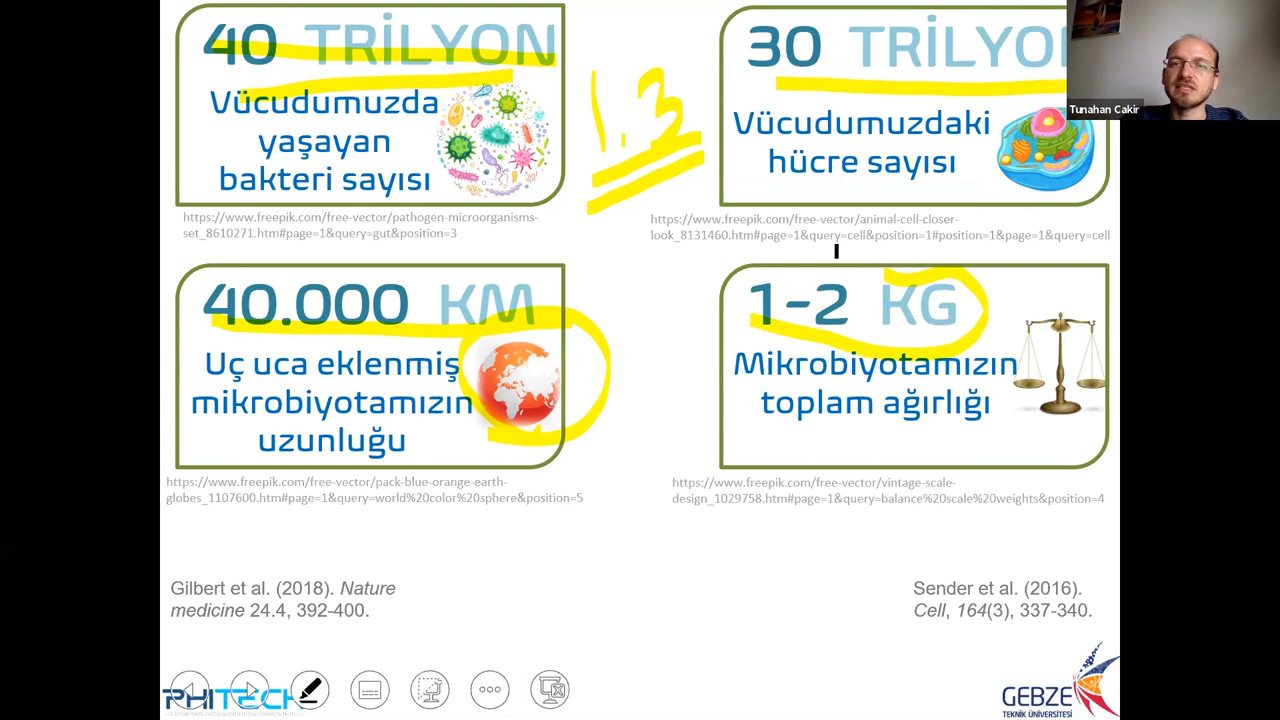 40 TRİLYON
Vücudumuzda
yaşayan
bakteri sayısı
https://www.freepik.com/free-vector/pathogen-microorganisms-
set_8610271.htm#page=1&query=gut&position=3
1.3
30 TRİLYO
Vücudumuzdaki
hücre sayısı
https://www.freepik.com/free-vector/animal-cell-closer-
look_8131460.htm#page=1&query=cell&position=1#position=1&page=1&query=cell
Tunahan Cakir
40.000 KM
Uç uca eklenmiş
mikrobiyotamızın
uzunluğu
https://www.freepik.com/free-vector/pack-blue-orange-earth-
globes_1107600.htm#page=1&query=world%20color%20sphere&position=5
1-2 KG
Mikrobiyotamızın
toplam ağırlığı
https://www.freepik.com/free-vector/vintage-scale-
design_1029758.htm#page=1&query=balance%20scale%20weights&position=4
Gilbert et al. (2018). Nature
medicine 24.4, 392-400.
Sender et al. (2016).
Cell, 164(3), 337-340.
PHITECH
GEBZE
TEKNİK ÜNİVERSİTESİ